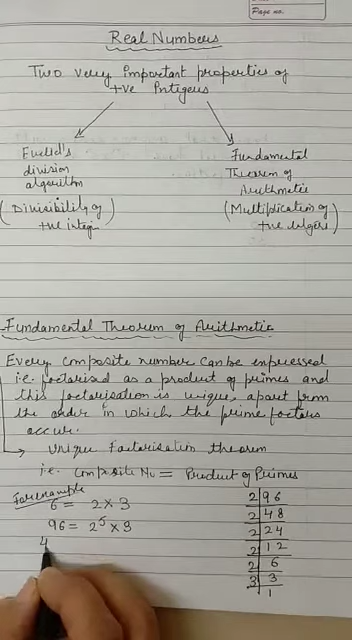 Page no.
Real Numbers
Two very important properties of
+ve Integers
Euclid's
division
algorithm
(Divisibility of
+ve integ)
Fundamental
Theorem of
Arithmetic
(Multiplication of
+ve integers)
Fundamental Theorem of Arithmetic
Every composite number can be expressed
i.e. factorised as a product of primes and
this factorisation is unique, apart from
the order in which the prime factors
occur.
Unique Factorisation theorem
i.e. Composite No = Product of Primes
For example
6 = 2 × 3
96 = 2⁵ × 3
4
2 96
2 48
2 24
2 12
2 6
3 3
1